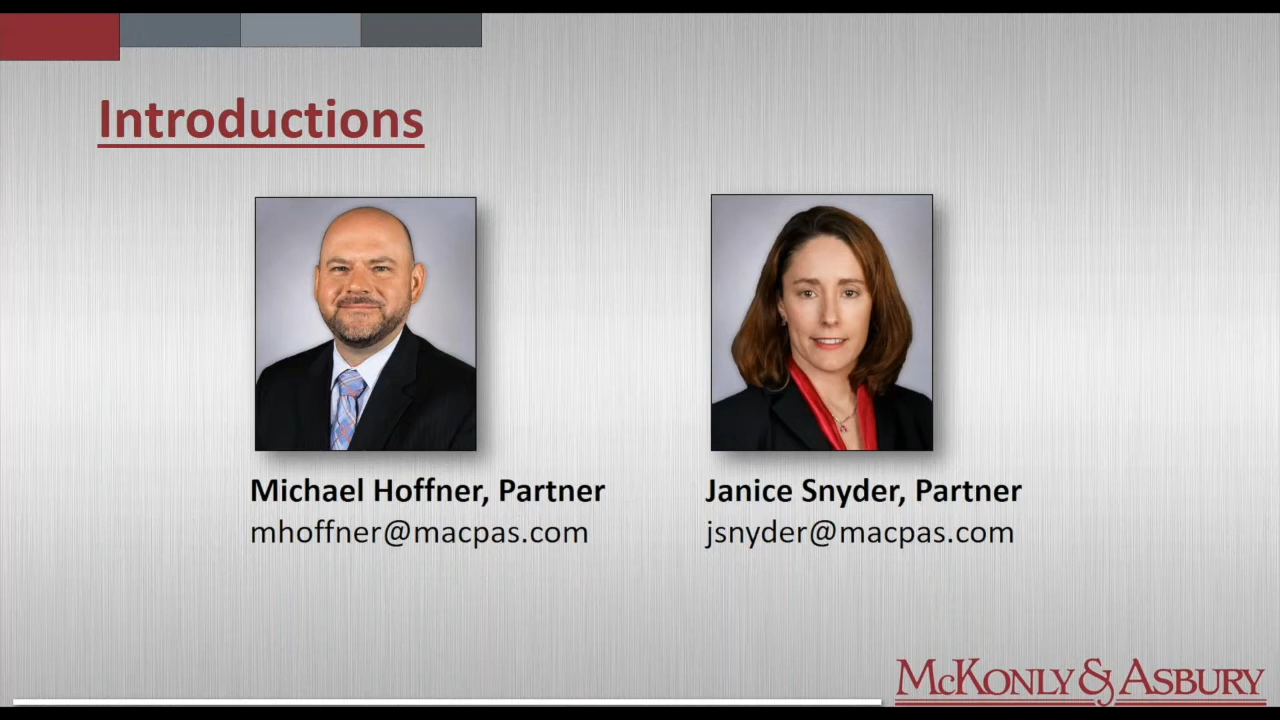 Introductions
Michael Hoffner, Partner
mhoffner@macpas.com
Janice Snyder, Partner
jsnyder@macpas.com
McKonly & Asbury